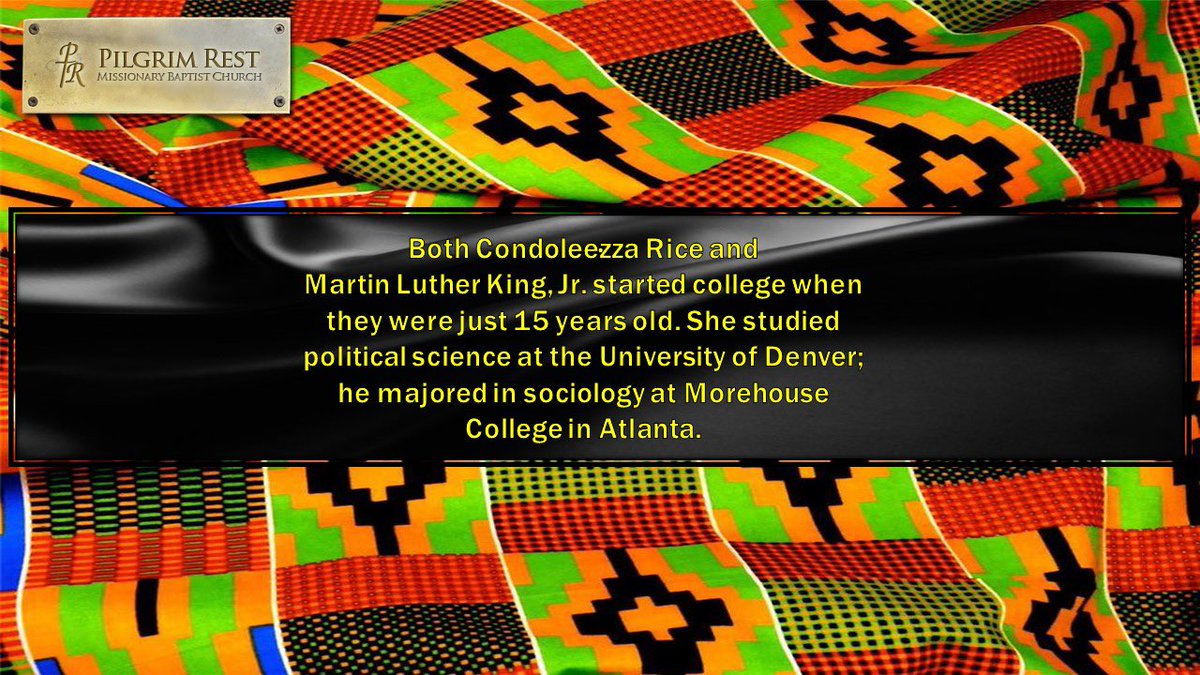 PR
PILGRIM REST
MISSIONARY BAPTIST CHURCH
Both Condoleezza Rice and
Martin Luther King, Jr. started college when
they were just 15 years old. She studied
political science at the University of Denver;
he majored in sociology at Morehouse
College in Atlanta.